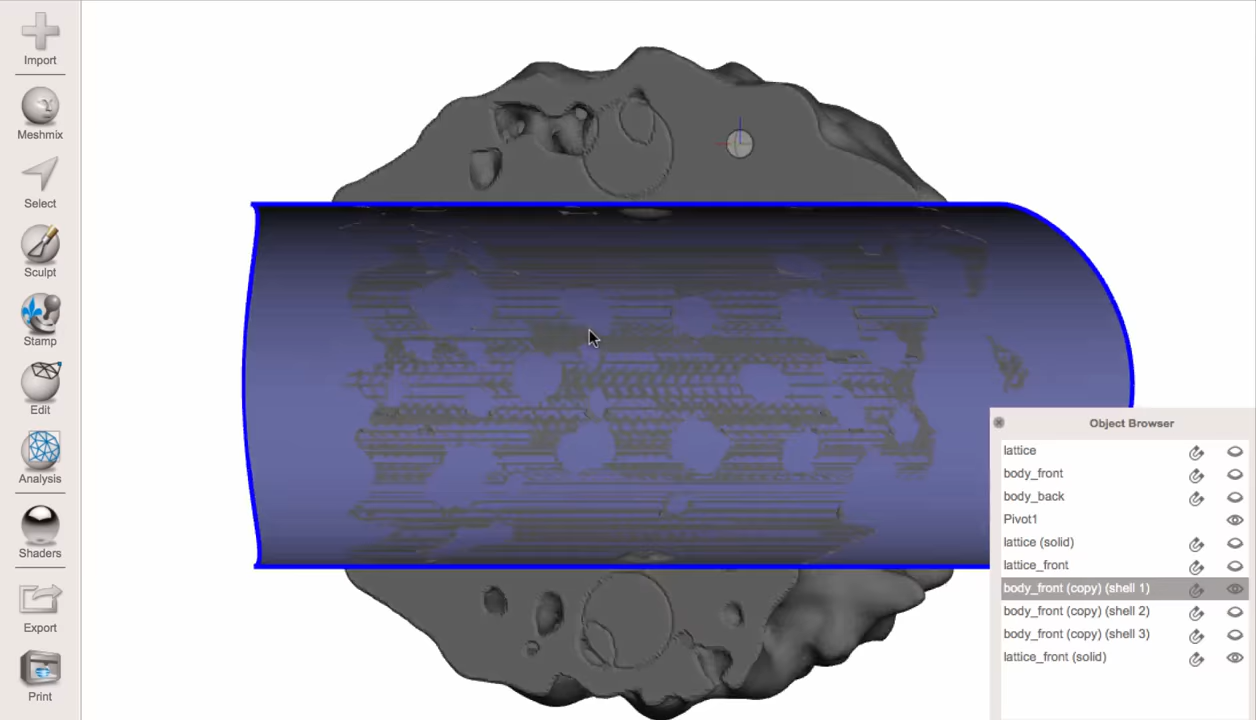 Import
Meshmix
Select
Sculpt
Stamp
Edit
Analysis
Shaders
Export
Print
Object Browser
lattice
body_front
body_back
Pivot1
lattice (solid)
lattice_front
body_front (copy) (shell 1)
body_front (copy) (shell 2)
body_front (copy) (shell 3)
lattice_front (solid)